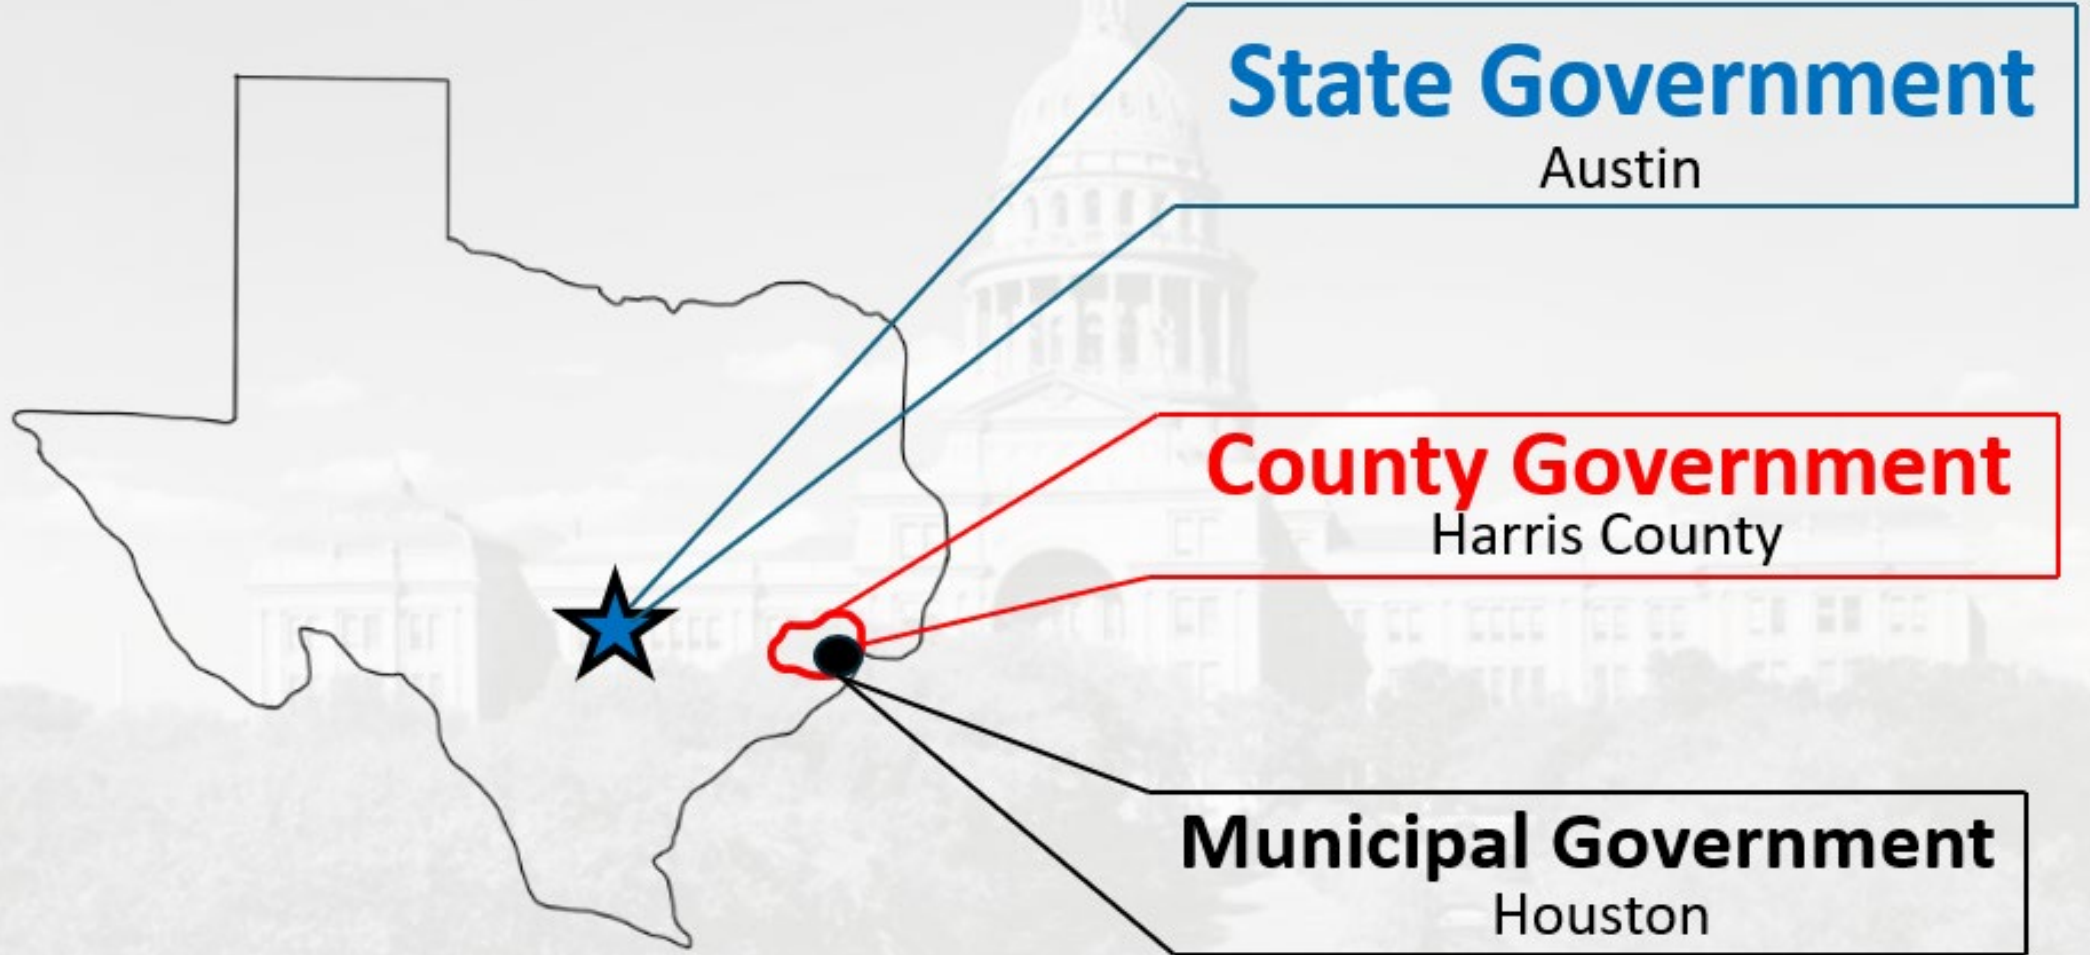 State Government
Austin
County Government
Harris County
Municipal Government
Houston